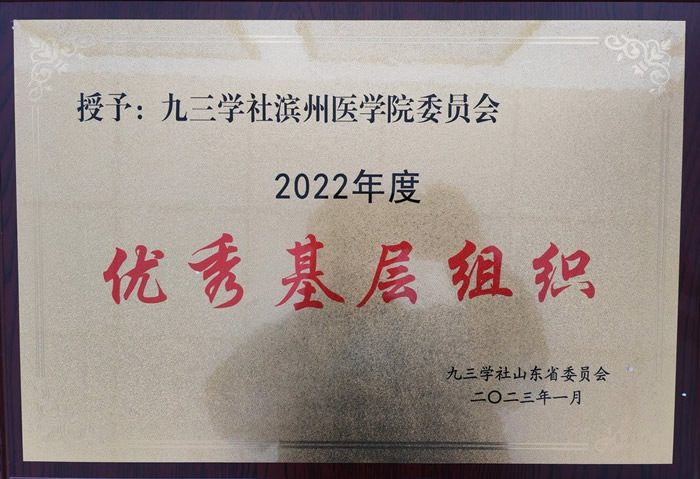 授予：九三学社滨州医学院委员会
2022年度
优秀基层组织
九三学社山东省委员会
二〇二三年一月